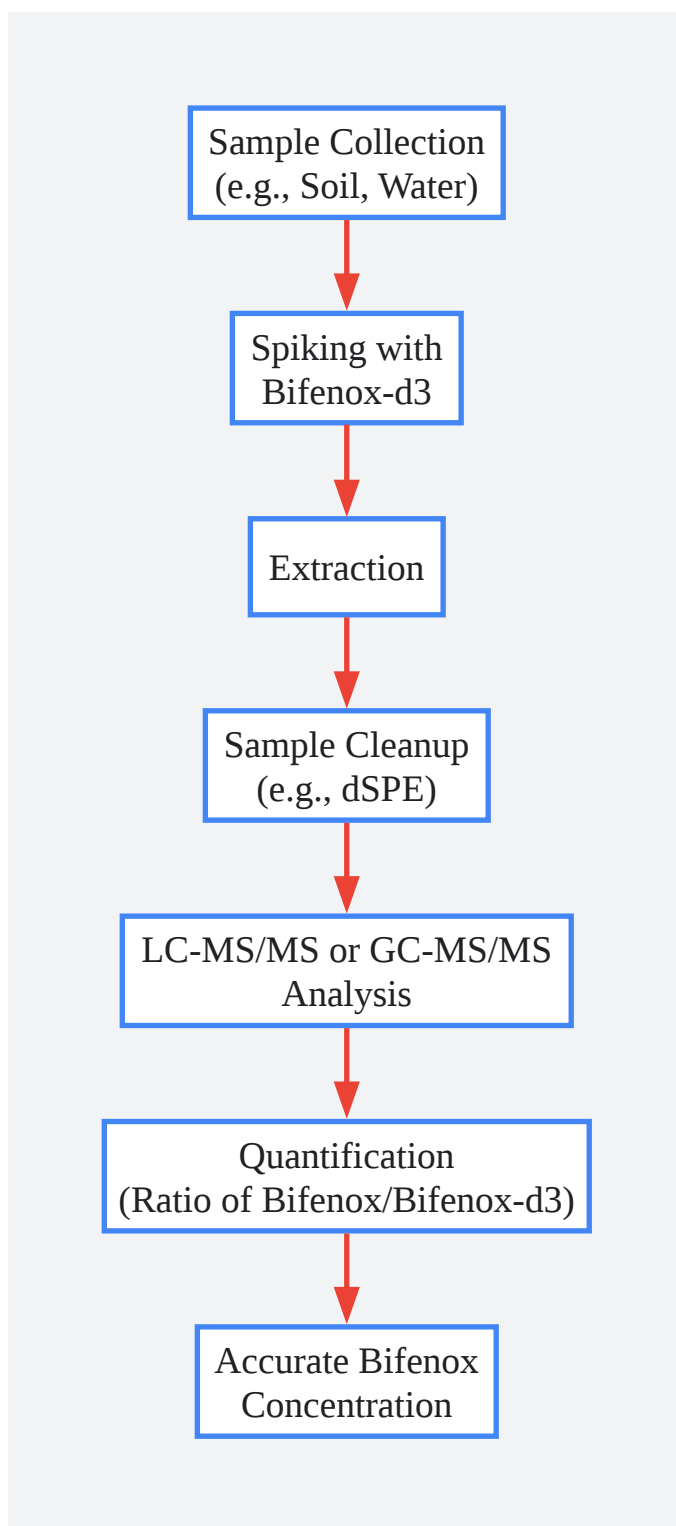 Sample Collection
(e.g., Soil, Water)
Spiking with
Bifenox-d3
Extraction
Sample Cleanup
(e.g., dSPE)
LC-MS/MS or GC-MS/MS
Analysis
Quantification
(Ratio of Bifenox/Bifenox-d3)
Accurate Bifenox
Concentration